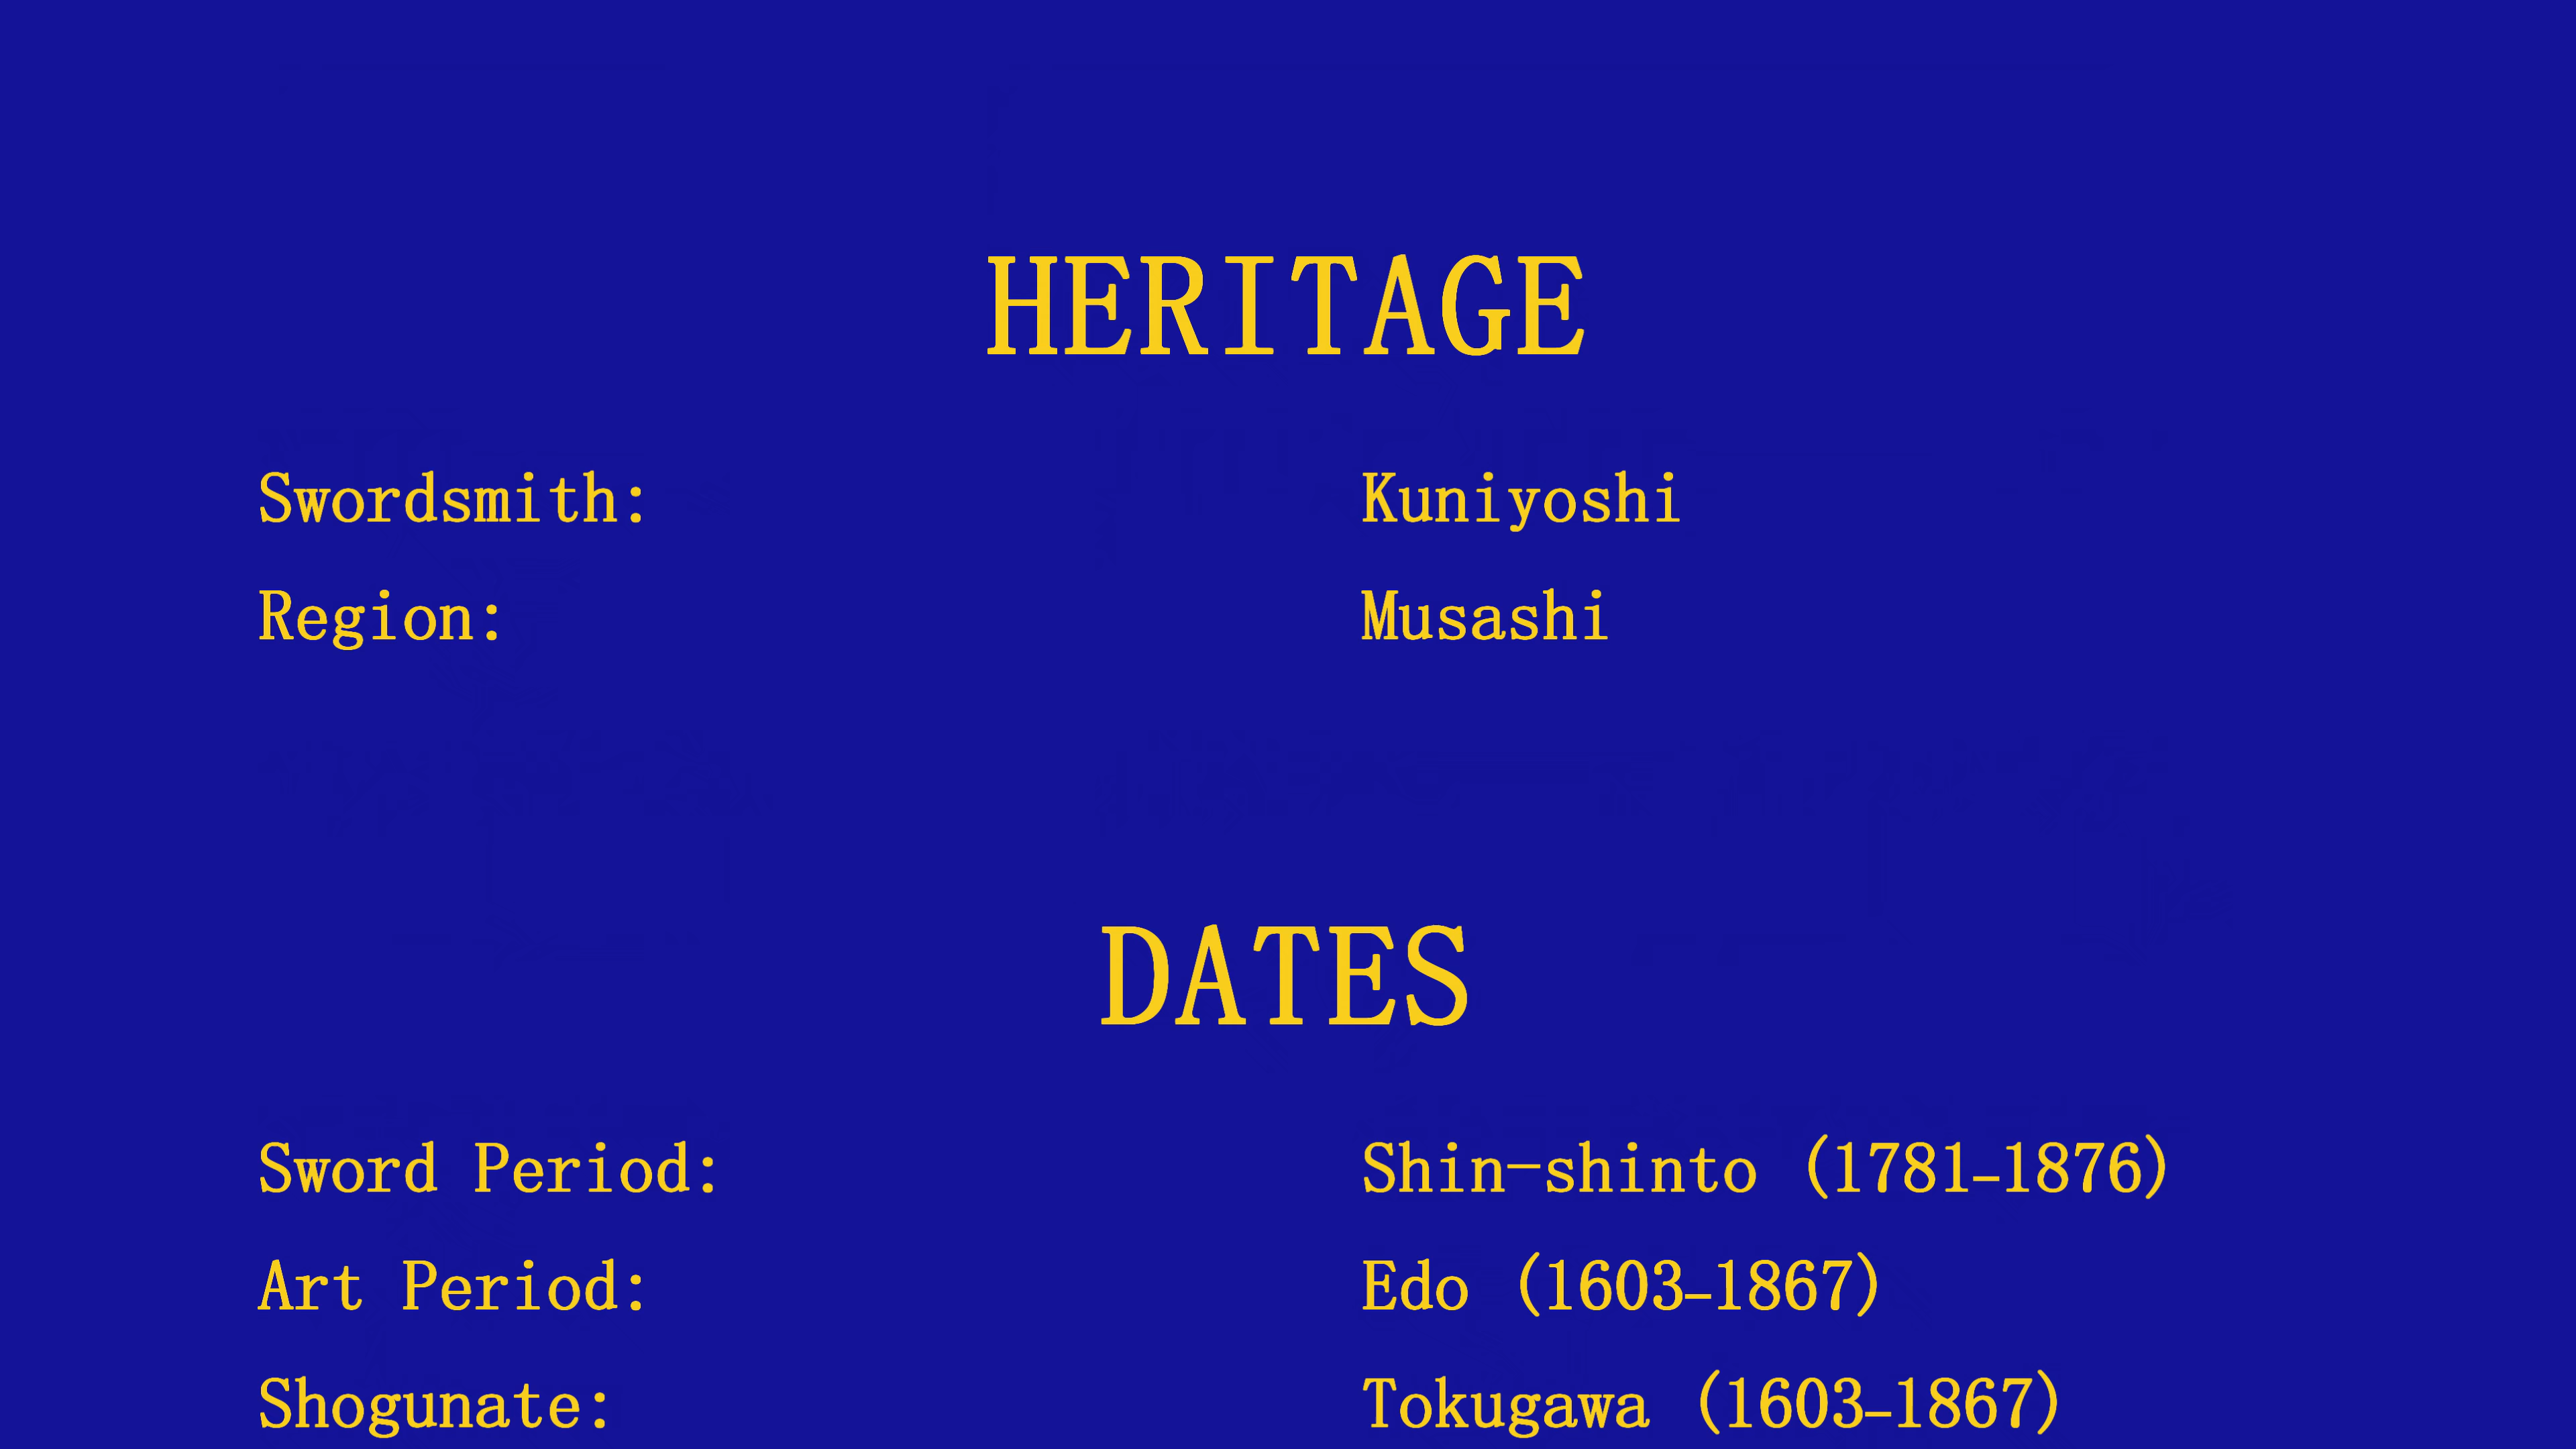 HERITAGE
Swordsmith: Kuniyoshi
Region: Musashi
DATES
Sword Period: Shin-shinto (1781-1876)
Art Period: Edo (1603-1867)
Shogunate: Tokugawa (1603-1867)